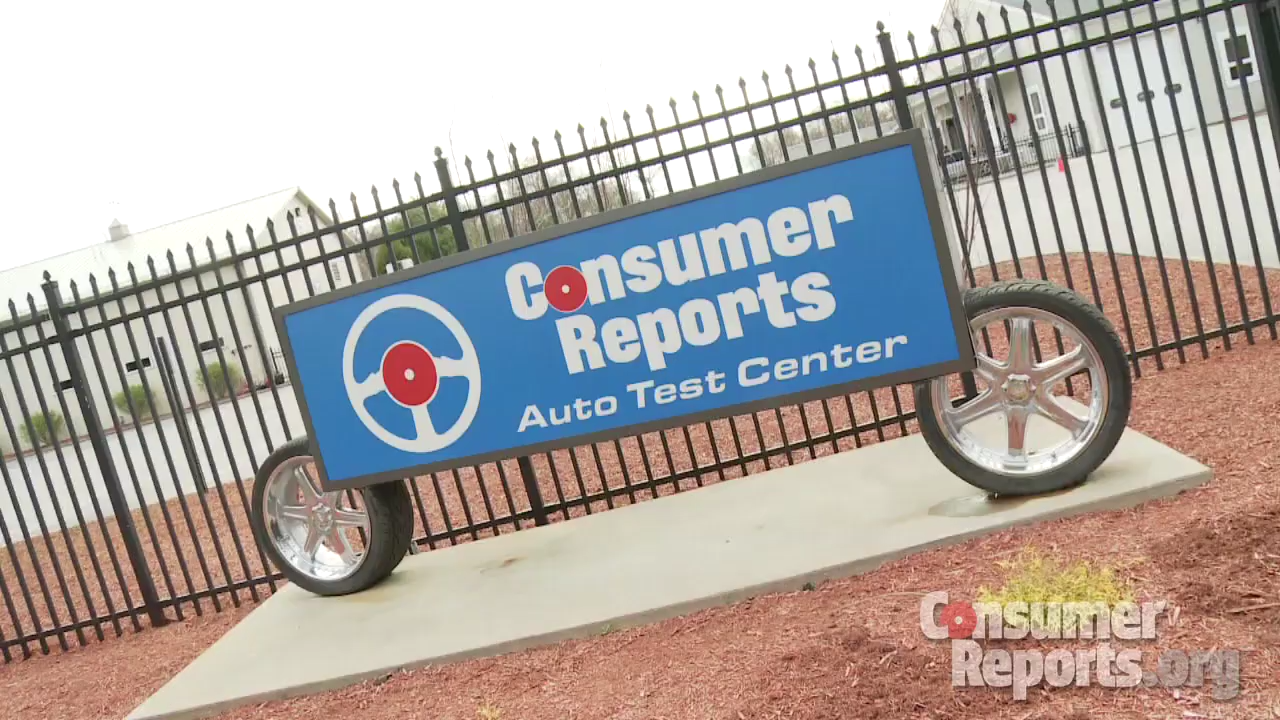 Consumer
Reports
Auto Test Center
Consumer
Reports.org